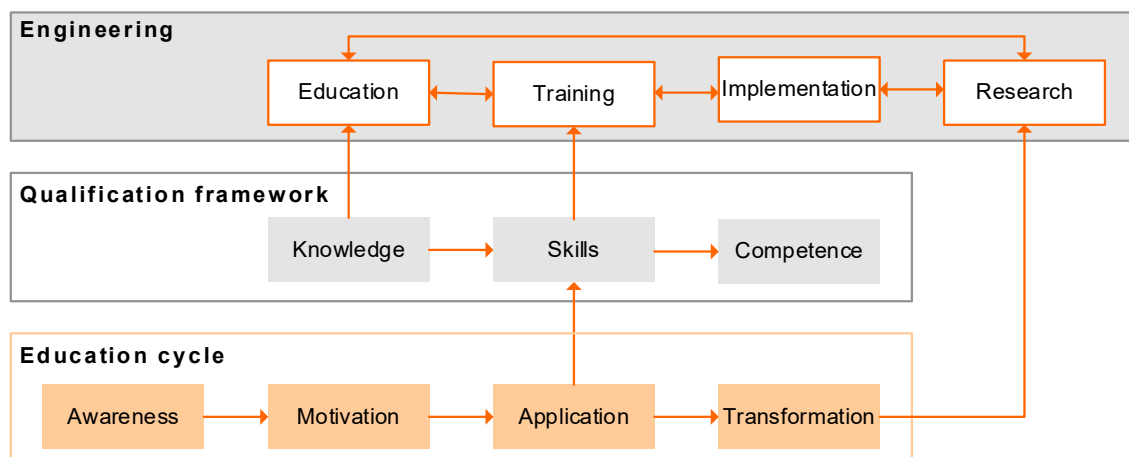 Engineering
Education
Training
Implementation
Research
Qualification framework
Knowledge
Skills
Competence
Education cycle
Awareness
Motivation
Application
Transformation